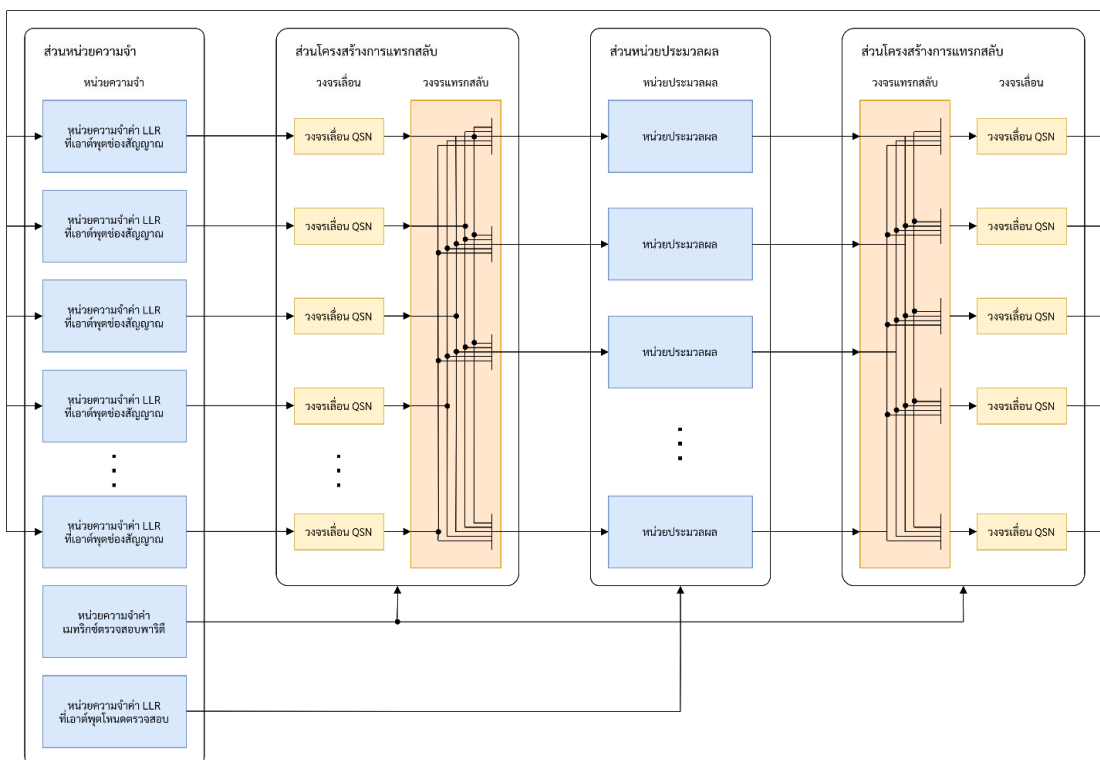 ส่วนหน่วยความจำ
หน่วยความจำ
หน่วยความจำค่า LLR
ที่เอาต์พุตช่องสัญญาณ
หน่วยความจำค่า LLR
ที่เอาต์พุตช่องสัญญาณ
หน่วยความจำค่า LLR
ที่เอาต์พุตช่องสัญญาณ
หน่วยความจำค่า LLR
ที่เอาต์พุตช่องสัญญาณ
หน่วยความจำค่า LLR
ที่เอาต์พุตช่องสัญญาณ
หน่วยความจำค่า
เมทริกซ์ตรวจสอบพาริตี
หน่วยความจำค่า LLR
ที่เอาต์พุตโหนดตรวจสอบ
ส่วนโครงสร้างการแทรกสลับ
วงจรเลื่อน
วงจรแทรกสลับ
วงจรเลื่อน QSN
วงจรเลื่อน QSN
วงจรเลื่อน QSN
วงจรเลื่อน QSN
วงจรเลื่อน QSN
ส่วนหน่วยประมวลผล
หน่วยประมวลผล
หน่วยประมวลผล
หน่วยประมวลผล
หน่วยประมวลผล
หน่วยประมวลผล
ส่วนโครงสร้างการแทรกสลับ
วงจรแทรกสลับ
วงจรเลื่อน
วงจรเลื่อน QSN
วงจรเลื่อน QSN
วงจรเลื่อน QSN
วงจรเลื่อน QSN
วงจรเลื่อน QSN